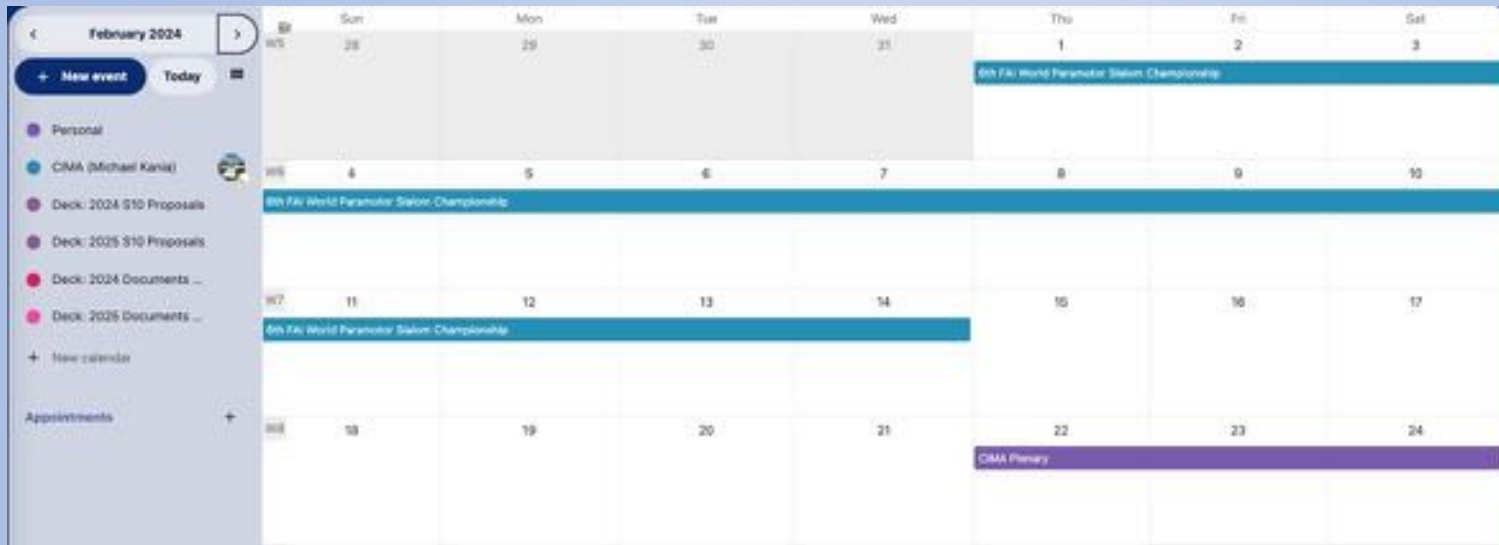 February 2024
+ New event Today
Personal
CIMA (Michael Kania)
Deck: 2024 S10 Proposals
Deck: 2025 S10 Proposals
Deck: 2024 Documents ...
Deck: 2025 Documents ...
+ New calendar
Appointments +
Sun Mon Tue Wed Thu Fri Sat
W5 28 29 30 31 1 2 3
6th FAI World Paramotor Slalom Championship
W6 4 5 6 7 8 9 10
6th FAI World Paramotor Slalom Championship
W7 11 12 13 14 15 16 17
6th FAI World Paramotor Slalom Championship
W8 18 19 20 21 22 23 24
CIMA Plenary